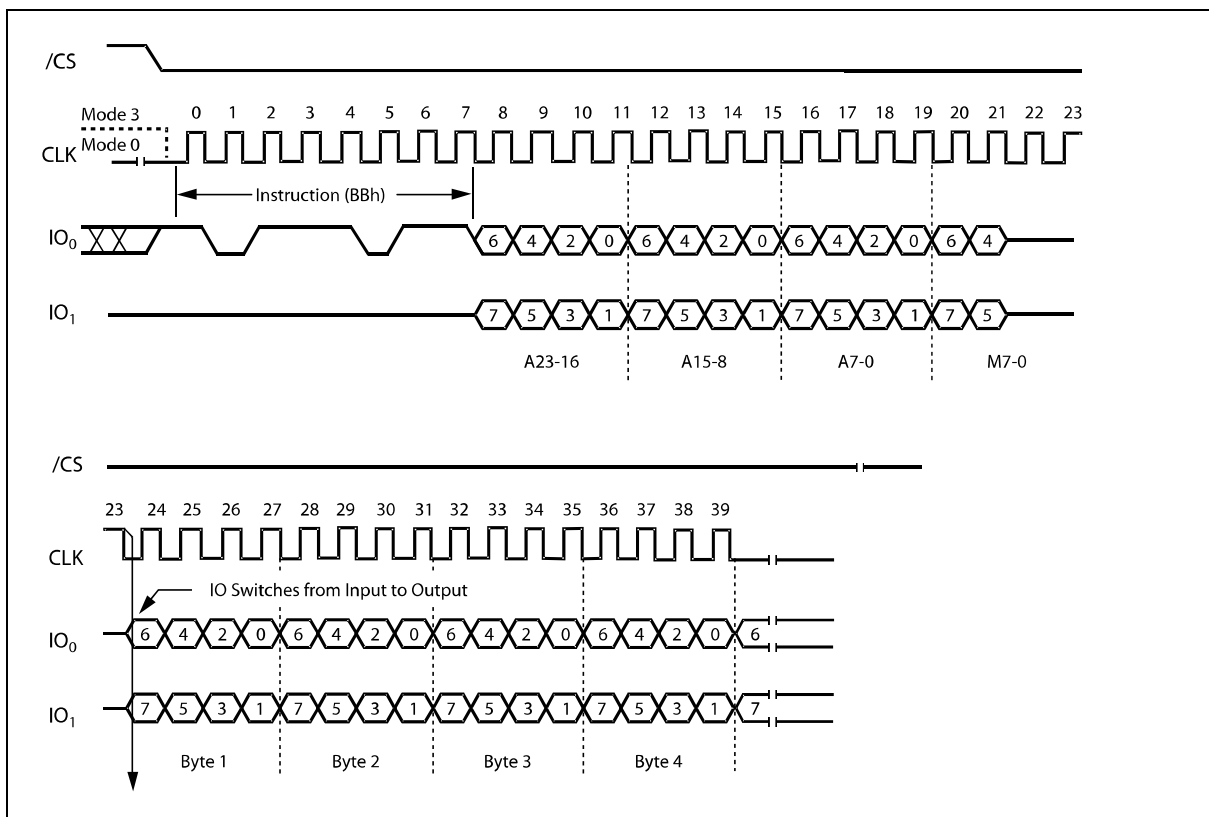 /CS
Mode 3
0 1 2 3 4 5 6 7 8 9 10 11 12 13 14 15 16 17 18 19 20 21 22 23
Mode 0
CLK
Instruction (BBh)
IO0 6 4 2 0 6 4 2 0 6 4 2 0 6 4
IO1 7 5 3 1 7 5 3 1 7 5 3 1 7 5
A23-16 A15-8 A7-0 M7-0
/CS
23 24 25 26 27 28 29 30 31 32 33 34 35 36 37 38 39
CLK
IO Switches from Input to Output
IO0 6 4 2 0 6 4 2 0 6 4 2 0 6 4 2 0 6
IO1 7 5 3 1 7 5 3 1 7 5 3 1 7 5 3 1 7
Byte 1 Byte 2 Byte 3 Byte 4